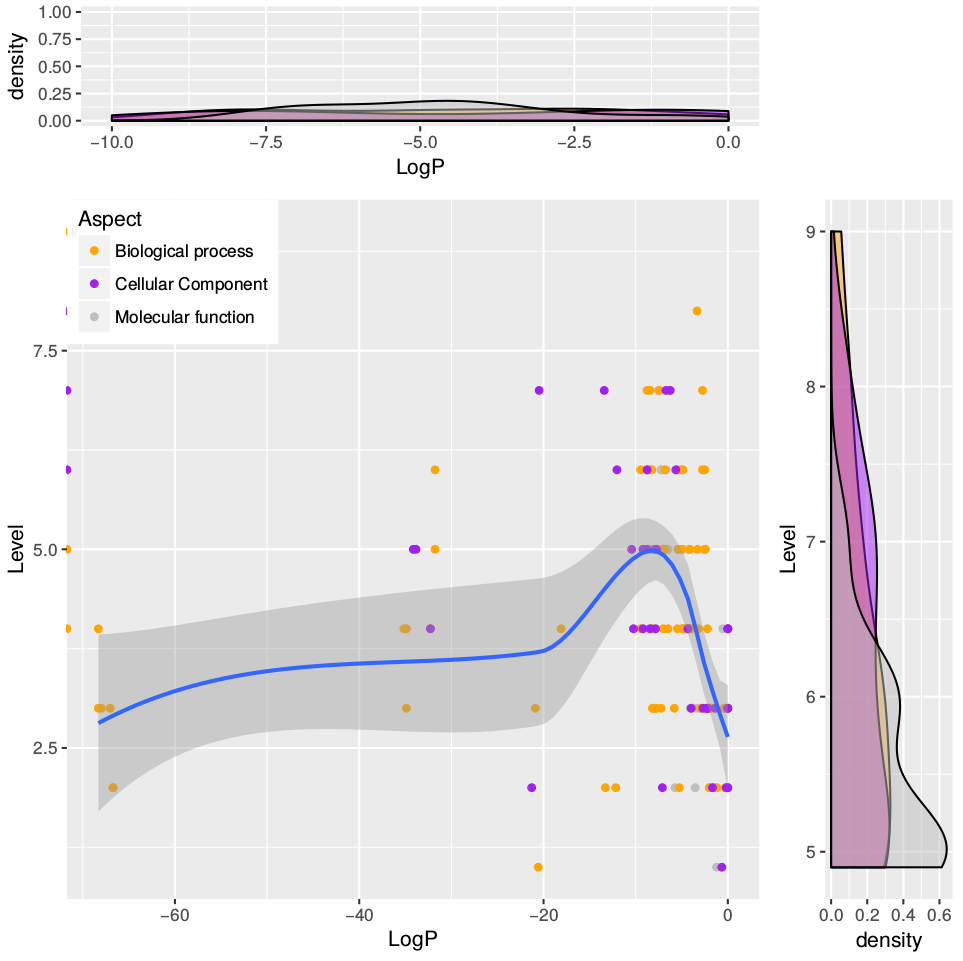 1.00
0.75
0.50
0.25
0.00
density
−10.0 −7.5 −5.0 −2.5 0.0
LogP
Aspect
Biological process
Cellular Component
Molecular function
7.5
5.0
2.5
Level
−60 −40 −20 0
LogP
9
8
7
6
5
Level
0.0 0.2 0.4 0.6
density